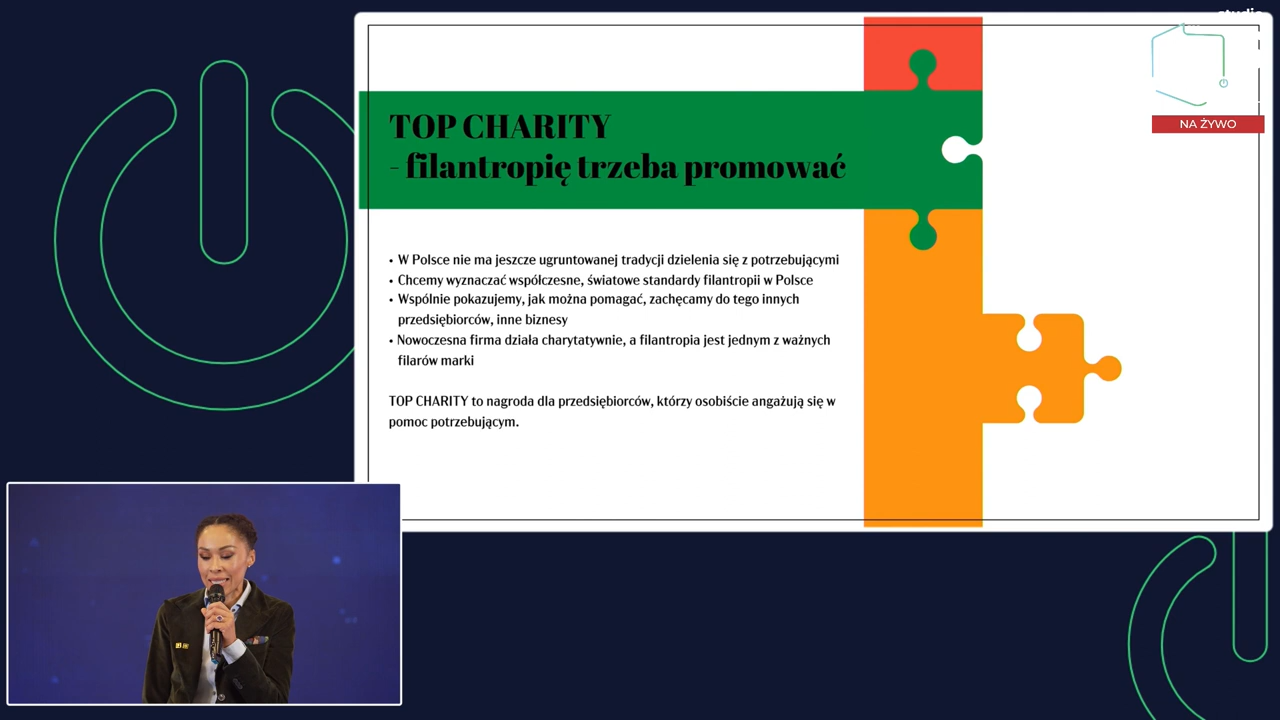 studio
NA ŻYWO
TOP CHARITY
- filantropię trzeba promować
• W Polsce nie ma jeszcze ugruntowanej tradycji dzielenia się z potrzebującymi
• Chcemy wyznaczać współczesne, światowe standardy filantropii w Polsce
• Wspólnie pokazujemy, jak można pomagać, zachęcamy do tego innych
przedsiębiorców, inne biznesy
• Nowoczesna firma działa charytatywnie, a filantropia jest jednym z ważnych
filarów marki
TOP CHARITY to nagroda dla przedsiębiorców, którzy osobiście angażują się w
pomoc potrzebującym.